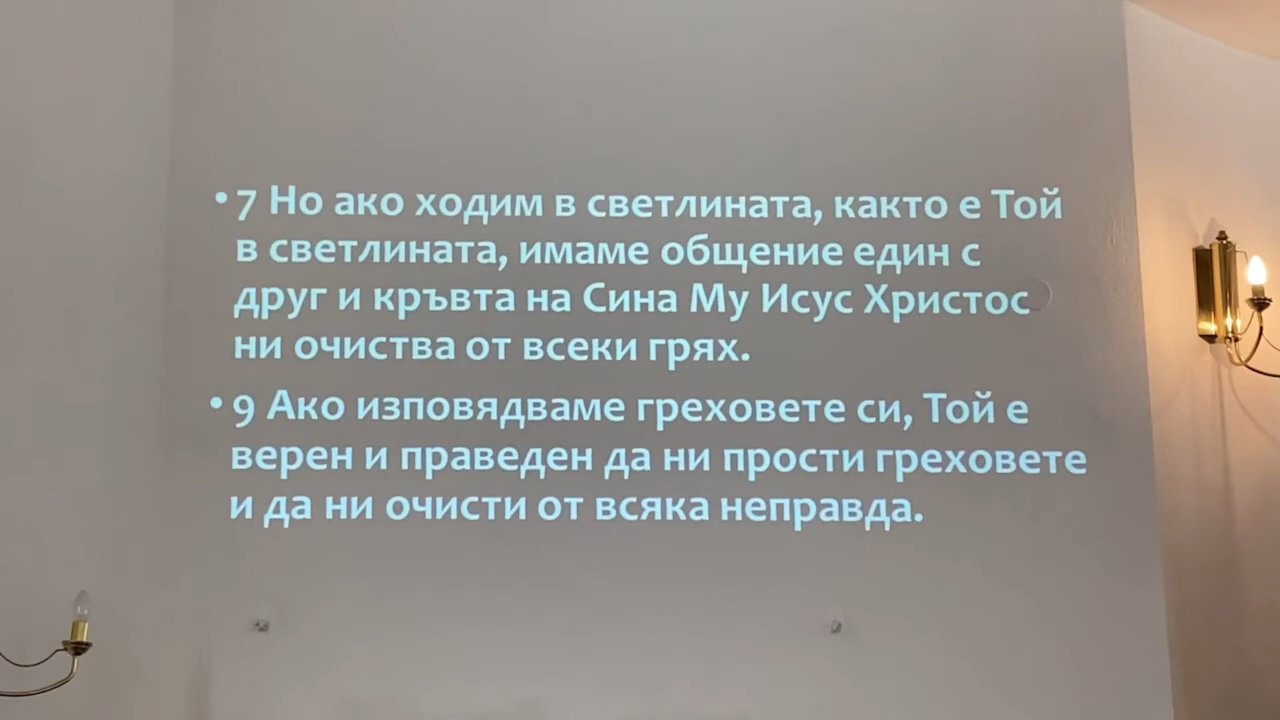 • 7 Но ако ходим в светлината, както е Той
в светлината, имаме общение един с
друг и кръвта на Сина Му Исус Христос
ни очиства от всеки грях.
• 9 Ако изповядваме греховете си, Той е
верен и праведен да ни прости греховете
и да ни очисти от всяка неправда.